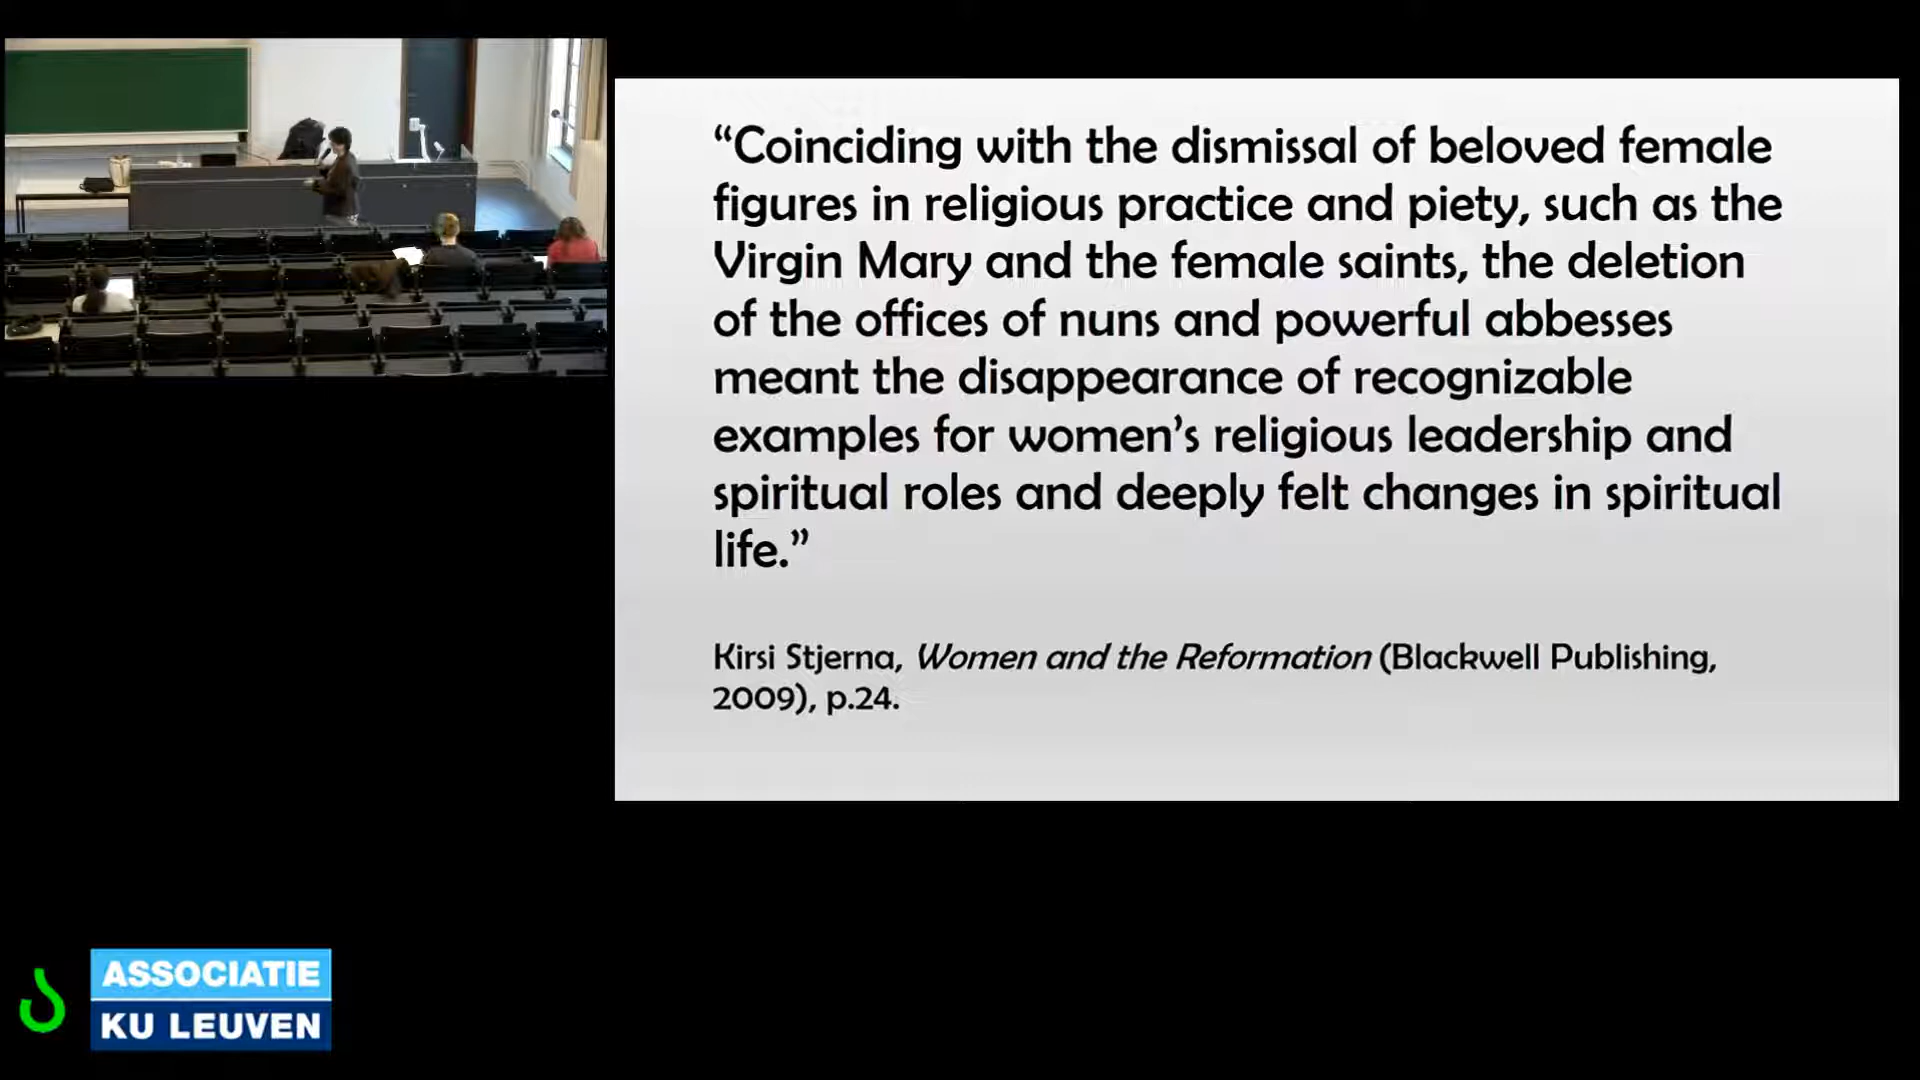 “Coinciding with the dismissal of beloved female
figures in religious practice and piety, such as the
Virgin Mary and the female saints, the deletion
of the offices of nuns and powerful abbesses
meant the disappearance of recognizable
examples for women’s religious leadership and
spiritual roles and deeply felt changes in spiritual
life.”
Kirsi Stjerna, Women and the Reformation (Blackwell Publishing,
2009), p.24.
ASSOCIATIE
KU LEUVEN